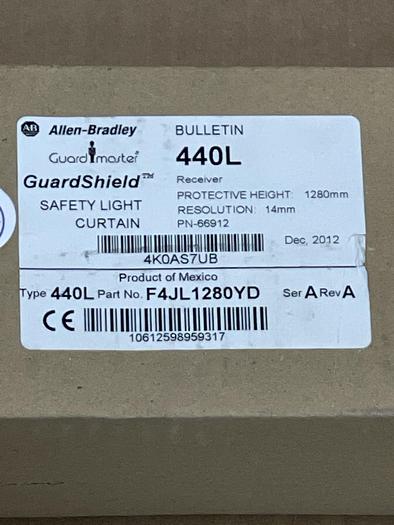 AB Allen-Bradley
Guardmaster®
GuardShield™
SAFETY LIGHT
CURTAIN
BULLETIN
440L
Receiver
PROTECTIVE HEIGHT: 1280mm
RESOLUTION: 14mm
PN-66912
Dec, 2012
4K0AS7UB
Product of Mexico
Type 440L Part No. F4JL1280YD Ser A Rev A
CE
10612598959317